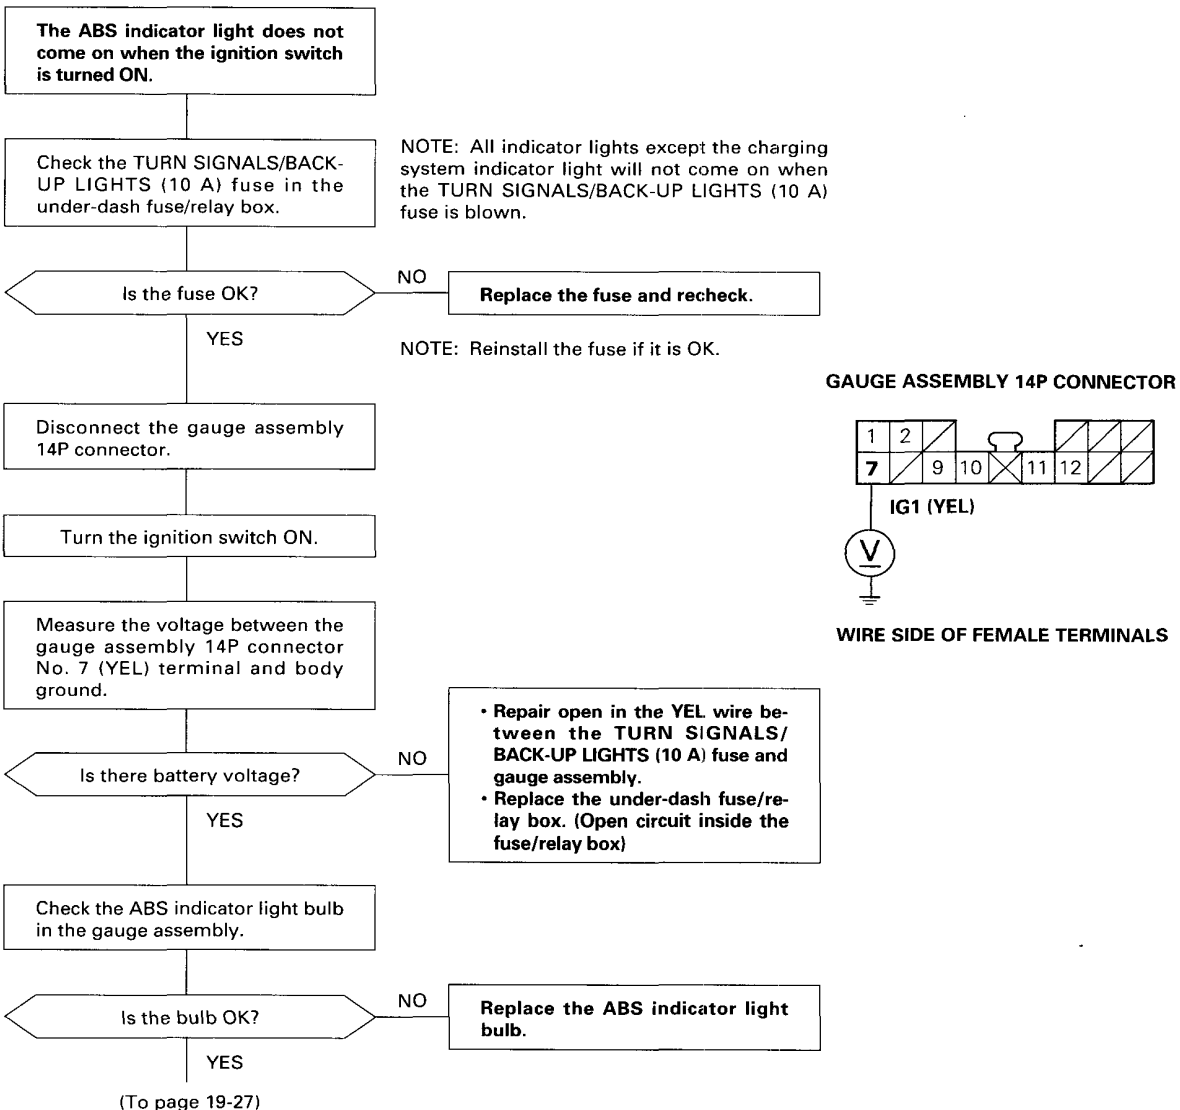 The ABS indicator light does not
come on when the ignition switch
is turned ON.
Check the TURN SIGNALS/BACK-
UP LIGHTS (10 A) fuse in the
under-dash fuse/relay box.
NOTE: All indicator lights except the charging
system indicator light will not come on when
the TURN SIGNALS/BACK-UP LIGHTS (10 A)
fuse is blown.
Is the fuse OK?
NO
Replace the fuse and recheck.
YES
NOTE: Reinstall the fuse if it is OK.
Disconnect the gauge assembly
14P connector.
GAUGE ASSEMBLY 14P CONNECTOR
1 2
7 9 10 11 12
IG1 (YEL)
V
WIRE SIDE OF FEMALE TERMINALS
Turn the ignition switch ON.
Measure the voltage between the
gauge assembly 14P connector
No. 7 (YEL) terminal and body
ground.
Is there battery voltage?
NO
• Repair open in the YEL wire be-
tween the TURN SIGNALS/
BACK-UP LIGHTS (10 A) fuse and
gauge assembly.
• Replace the under-dash fuse/re-
lay box. (Open circuit inside the
fuse/relay box)
YES
Check the ABS indicator light bulb
in the gauge assembly.
Is the bulb OK?
NO
Replace the ABS indicator light
bulb.
YES
(To page 19-27)